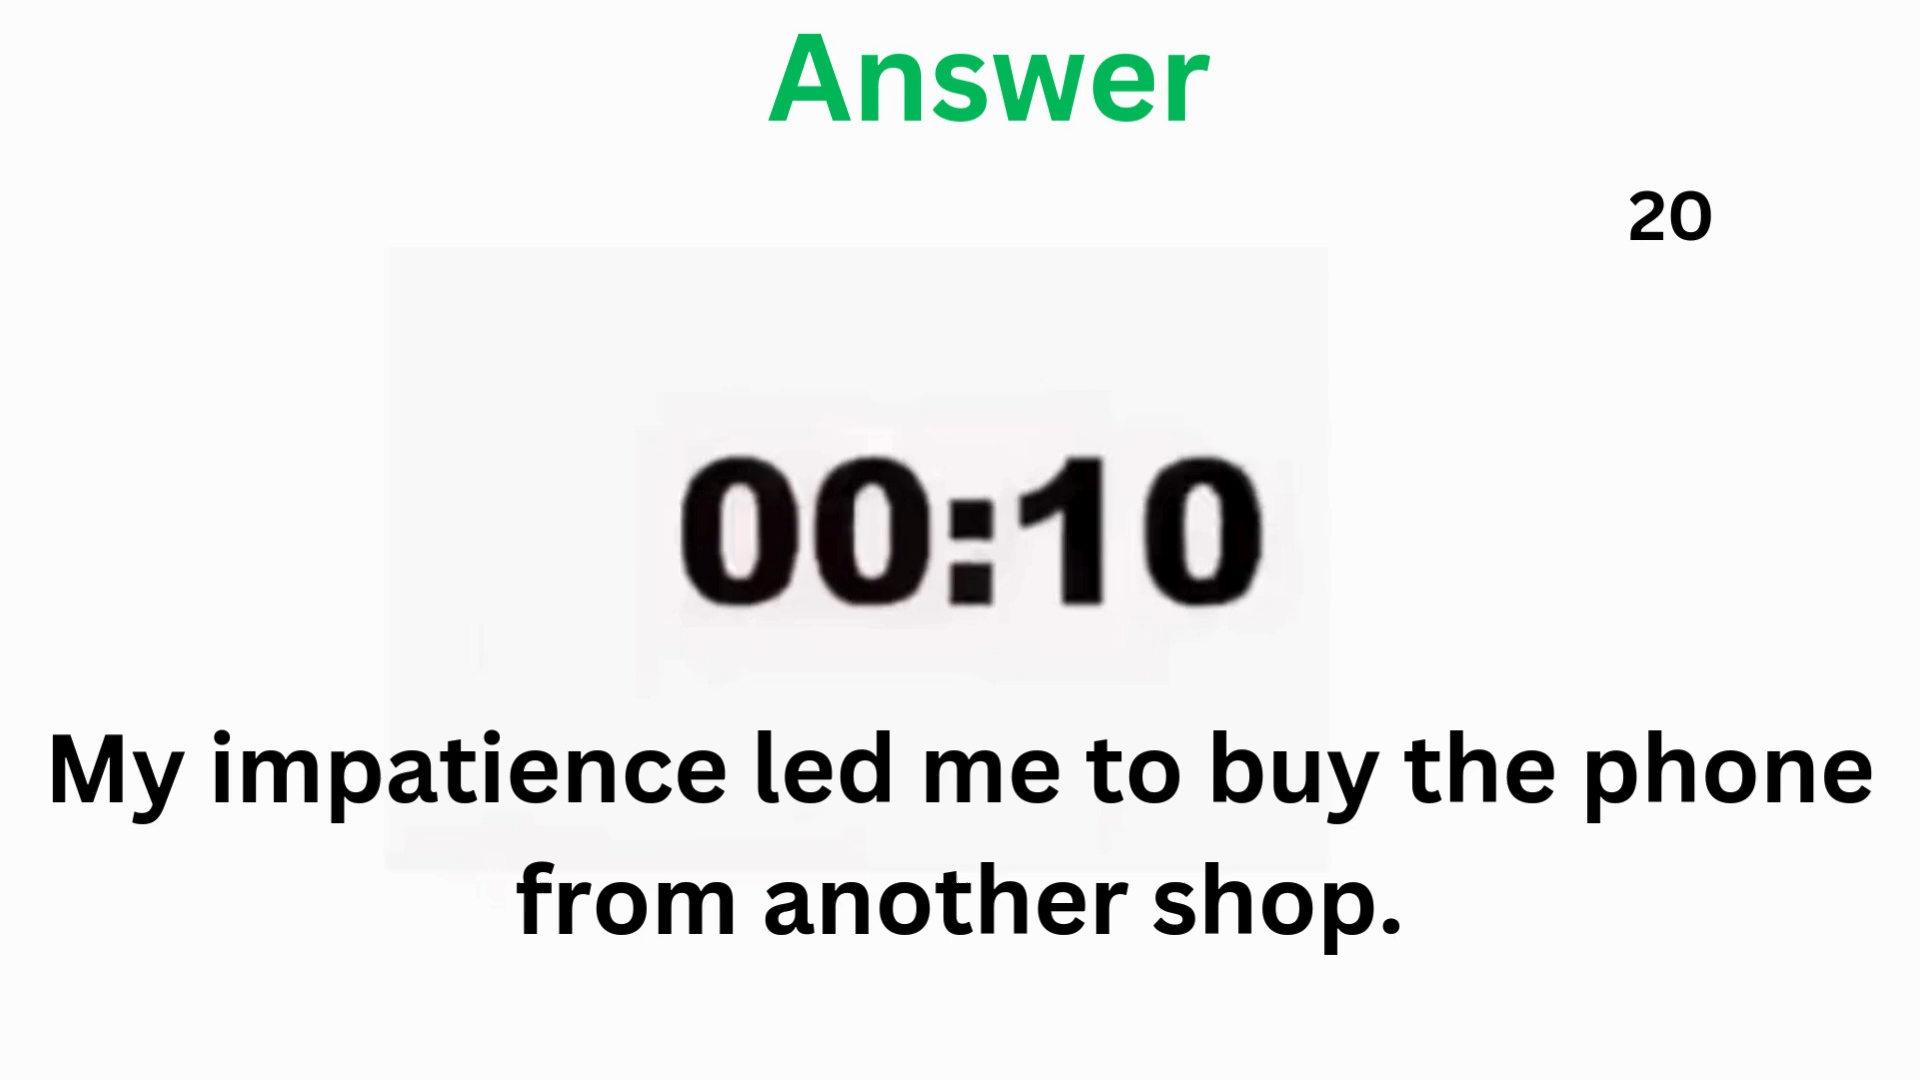 Answer
20
00:10
My impatience led me to buy the phone
from another shop.